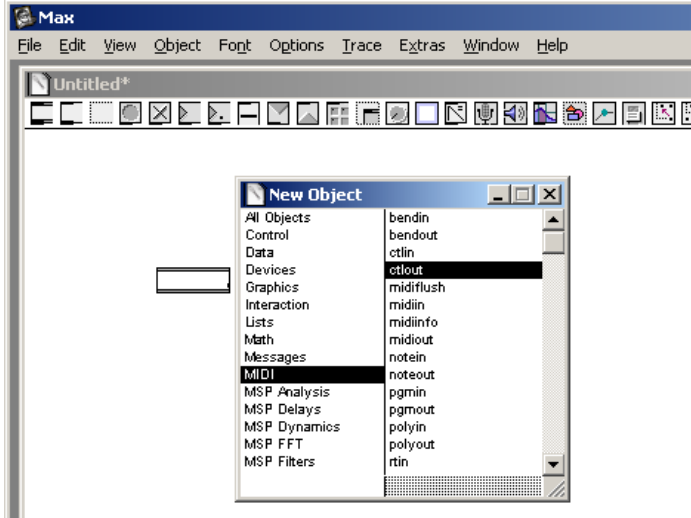 Max
File Edit View Object Font Options Trace Extras Window Help
Untitled*
New Object
All Objects
Control
Data
Devices
Graphics
Interaction
Lists
Math
Messages
MIDI
MSP Analysis
MSP Delays
MSP Dynamics
MSP FFT
MSP Filters
bendin
bendout
ctlin
ctlout
midiflush
midiin
midiinfo
midiout
notein
noteout
pgmin
pgmout
polyin
polyout
rtin